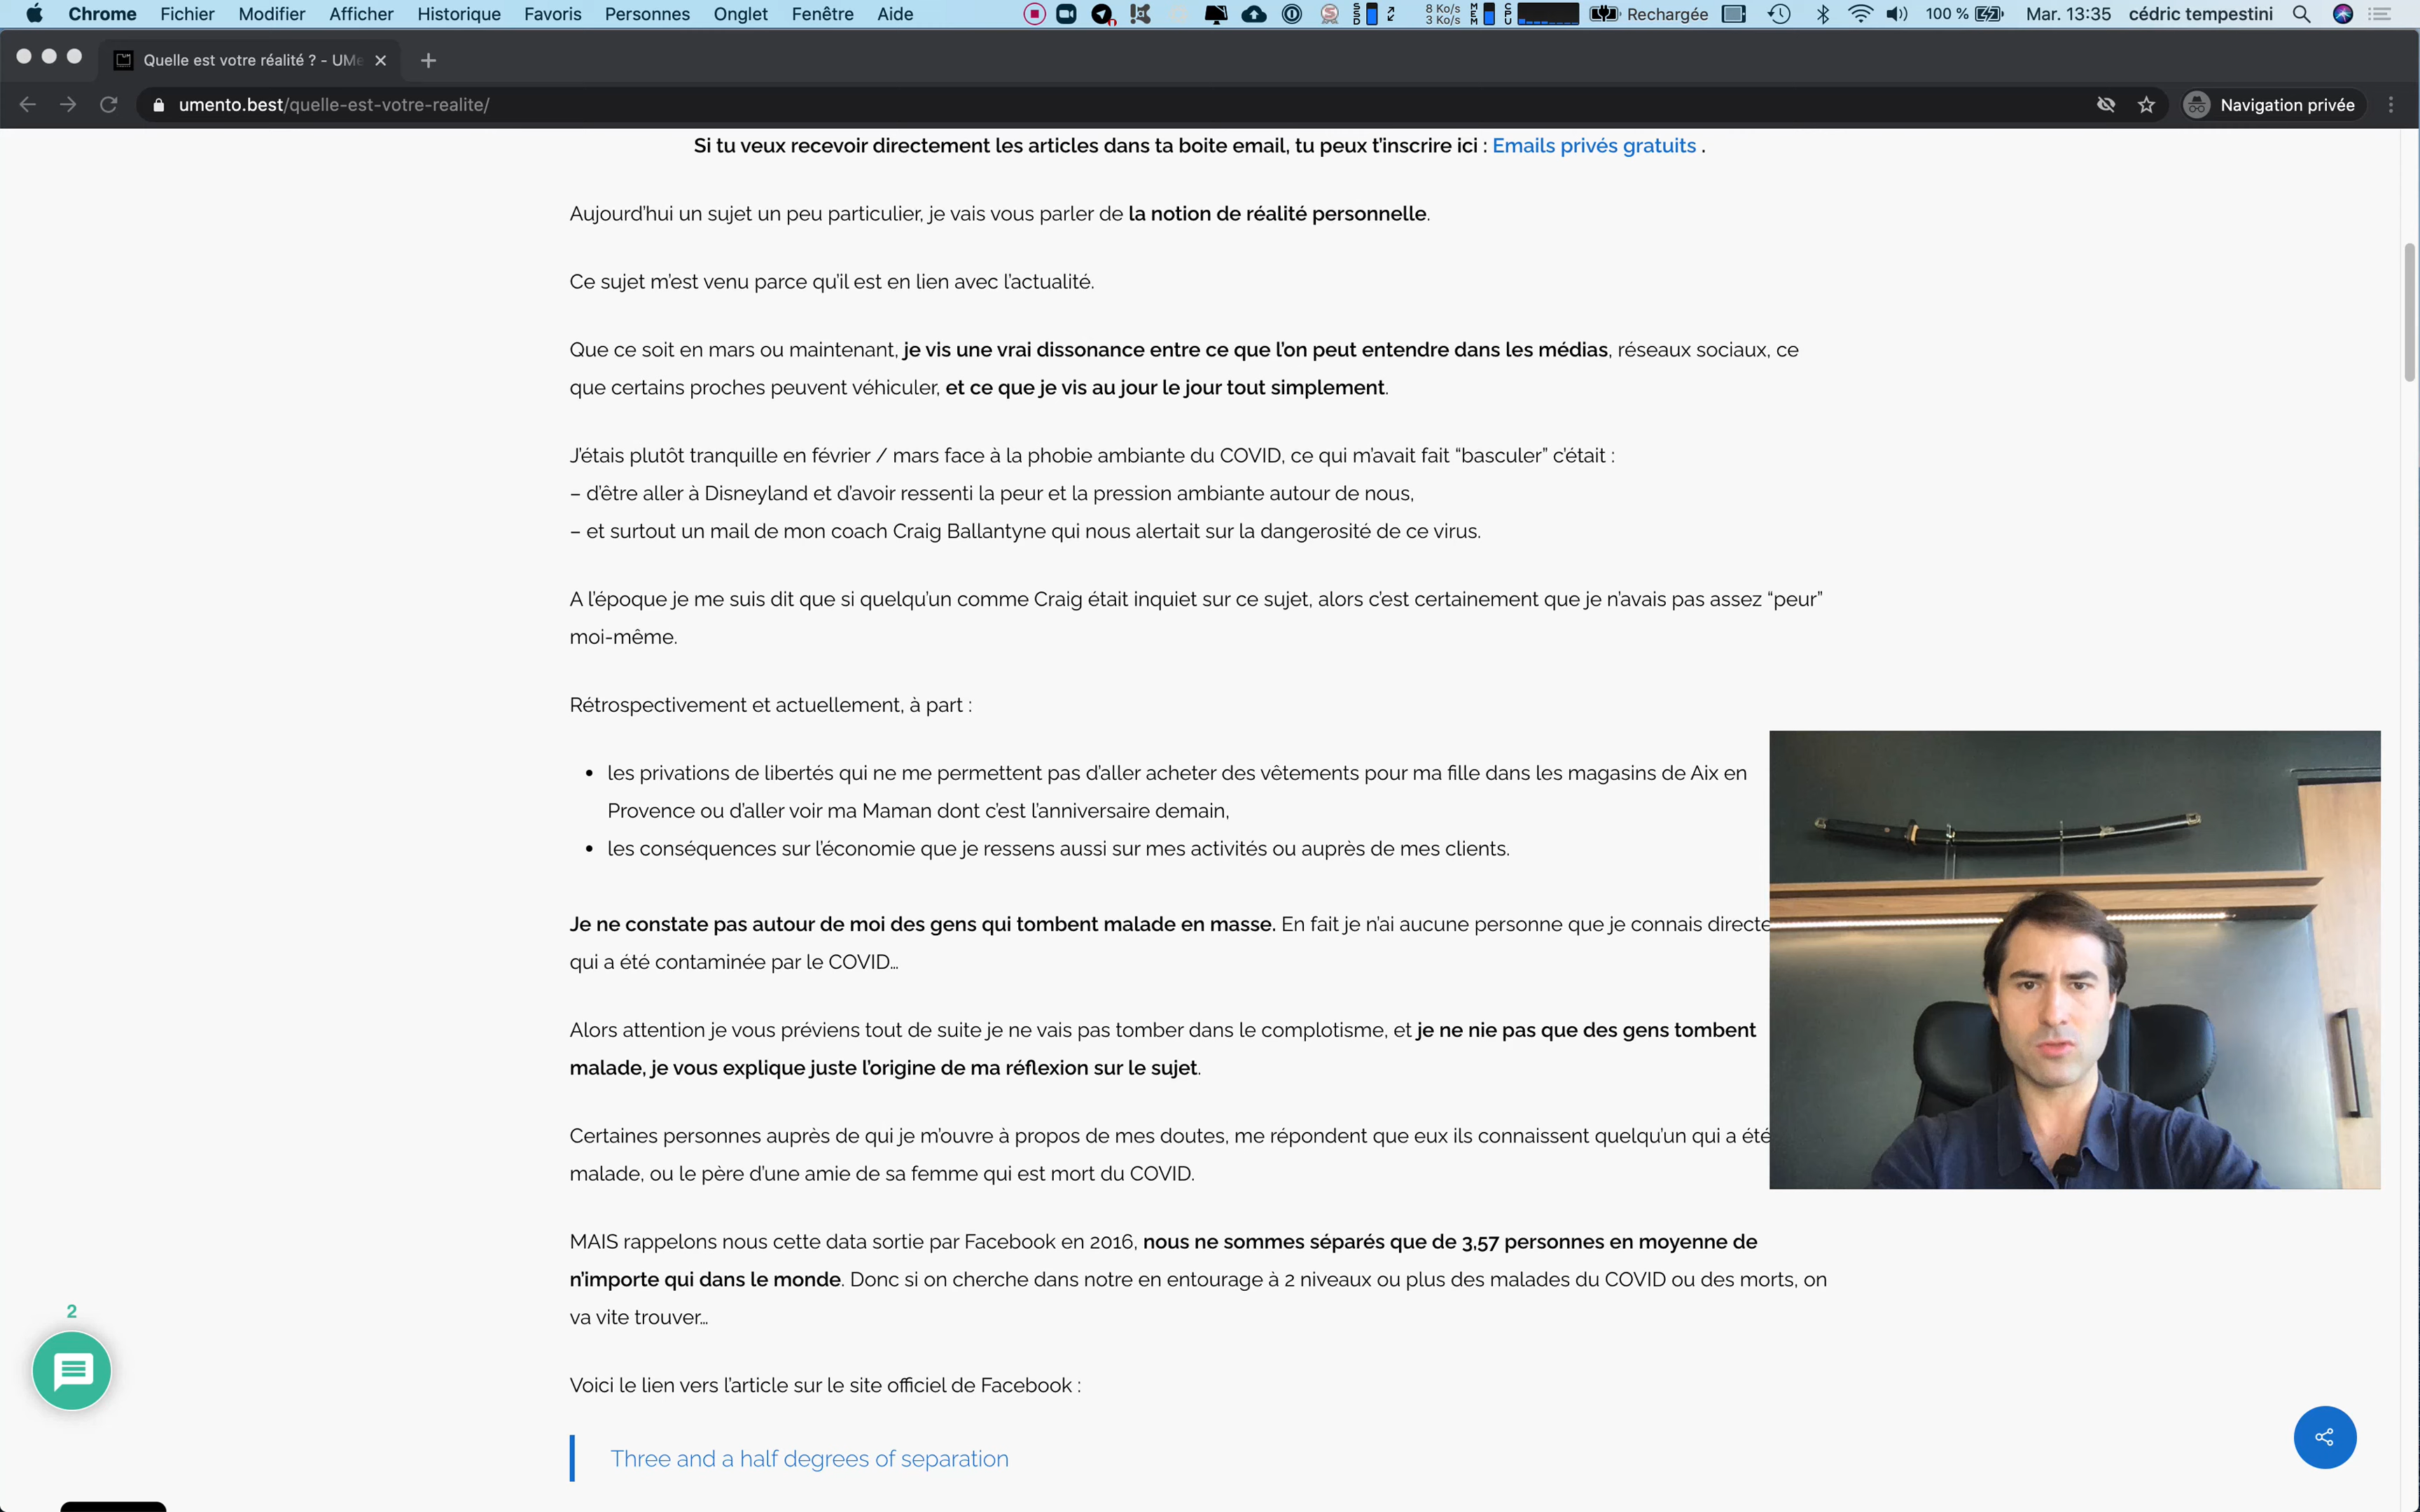 Chrome Fichier Modifier Afficher Historique Favoris Personnes Onglet Fenêtre Aide 8 Ko/s 3 Ko/s MEM CPU Rechargée 100 % Mar. 13:35 cédric tempestini
Quelle est votre réalité ? - UMe
umento.best/quelle-est-votre-realite/ Navigation privée
Si tu veux recevoir directement les articles dans ta boite email, tu peux t’inscrire ici : Emails privés gratuits .
Aujourd’hui un sujet un peu particulier, je vais vous parler de la notion de réalité personnelle.
Ce sujet m’est venu parce qu’il est en lien avec l’actualité.
Que ce soit en mars ou maintenant, je vis une vrai dissonance entre ce que l’on peut entendre dans les médias, réseaux sociaux, ce
que certains proches peuvent véhiculer, et ce que je vis au jour le jour tout simplement.
J’étais plutôt tranquille en février / mars face à la phobie ambiante du COVID, ce qui m’avait fait “basculer” c’était :
– d’être aller à Disneyland et d’avoir ressenti la peur et la pression ambiante autour de nous,
– et surtout un mail de mon coach Craig Ballantyne qui nous alertait sur la dangerosité de ce virus.
A l’époque je me suis dit que si quelqu’un comme Craig était inquiet sur ce sujet, alors c’est certainement que je n’avais pas assez “peur”
moi-même.
Rétrospectivement et actuellement, à part :
• les privations de libertés qui ne me permettent pas d’aller acheter des vêtements pour ma fille dans les magasins de Aix en
Provence ou d’aller voir ma Maman dont c’est l’anniversaire demain,
• les conséquences sur l’économie que je ressens aussi sur mes activités ou auprès de mes clients.
Je ne constate pas autour de moi des gens qui tombent malade en masse. En fait je n’ai aucune personne que je connais directe
qui a été contaminée par le COVID…
Alors attention je vous préviens tout de suite je ne vais pas tomber dans le complotisme, et je ne nie pas que des gens tombent
malade, je vous explique juste l’origine de ma réflexion sur le sujet.
Certaines personnes auprès de qui je m’ouvre à propos de mes doutes, me répondent que eux ils connaissent quelqu’un qui a été
malade, ou le père d’une amie de sa femme qui est mort du COVID.
MAIS rappelons nous cette data sortie par Facebook en 2016, nous ne sommes séparés que de 3,57 personnes en moyenne de
n’importe qui dans le monde. Donc si on cherche dans notre en entourage à 2 niveaux ou plus des malades du COVID ou des morts, on
va vite trouver…
2
Voici le lien vers l’article sur le site officiel de Facebook :
Three and a half degrees of separation